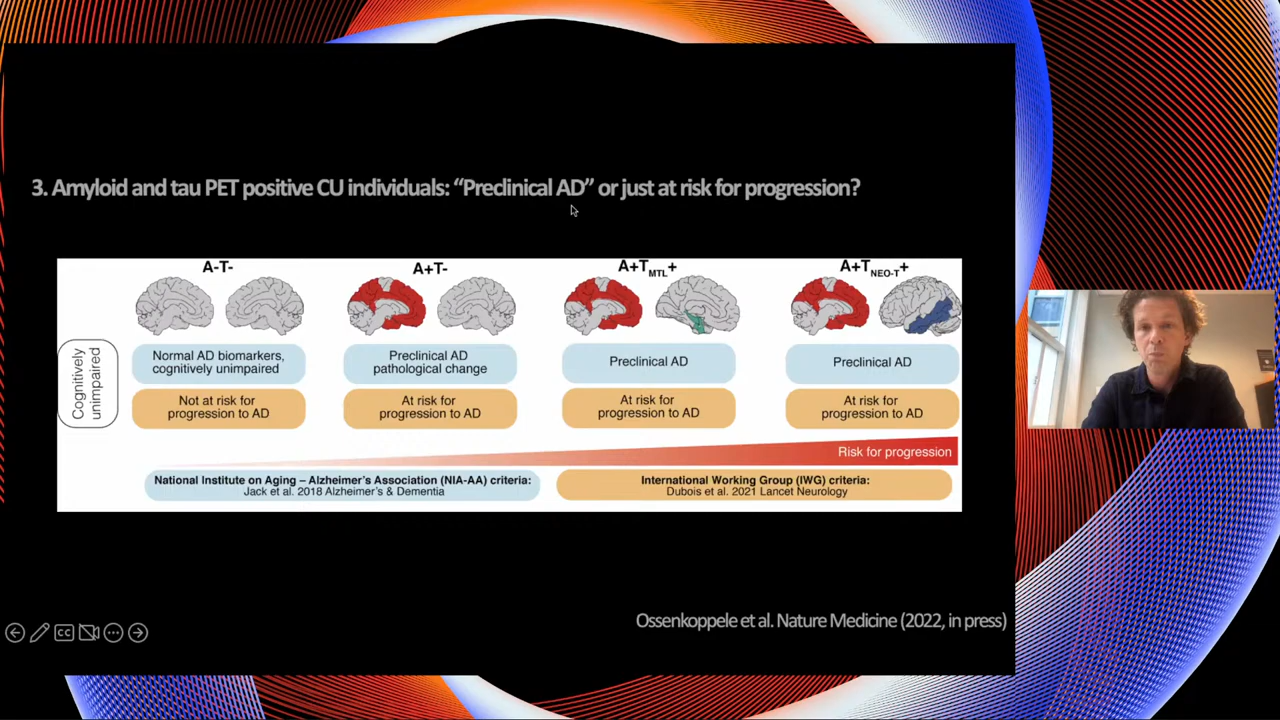 3. Amyloid and tau PET positive CU individuals: “Preclinical AD” or just at risk for progression?
A-T-
A+T-
A+TMTL+
A+TNEO-T+
Cognitively
unimpaired
Normal AD biomarkers,
cognitively unimpaired
Preclinical AD
pathological change
Preclinical AD
Preclinical AD
Not at risk for
progression to AD
At risk for
progression to AD
At risk for
progression to AD
At risk for
progression to AD
Risk for progression
National Institute on Aging – Alzheimer's Association (NIA-AA) criteria:
Jack et al. 2018 Alzheimer's & Dementia
International Working Group (IWG) criteria:
Dubois et al. 2021 Lancet Neurology
Ossenkoppele et al. Nature Medicine (2022, in press)
CC